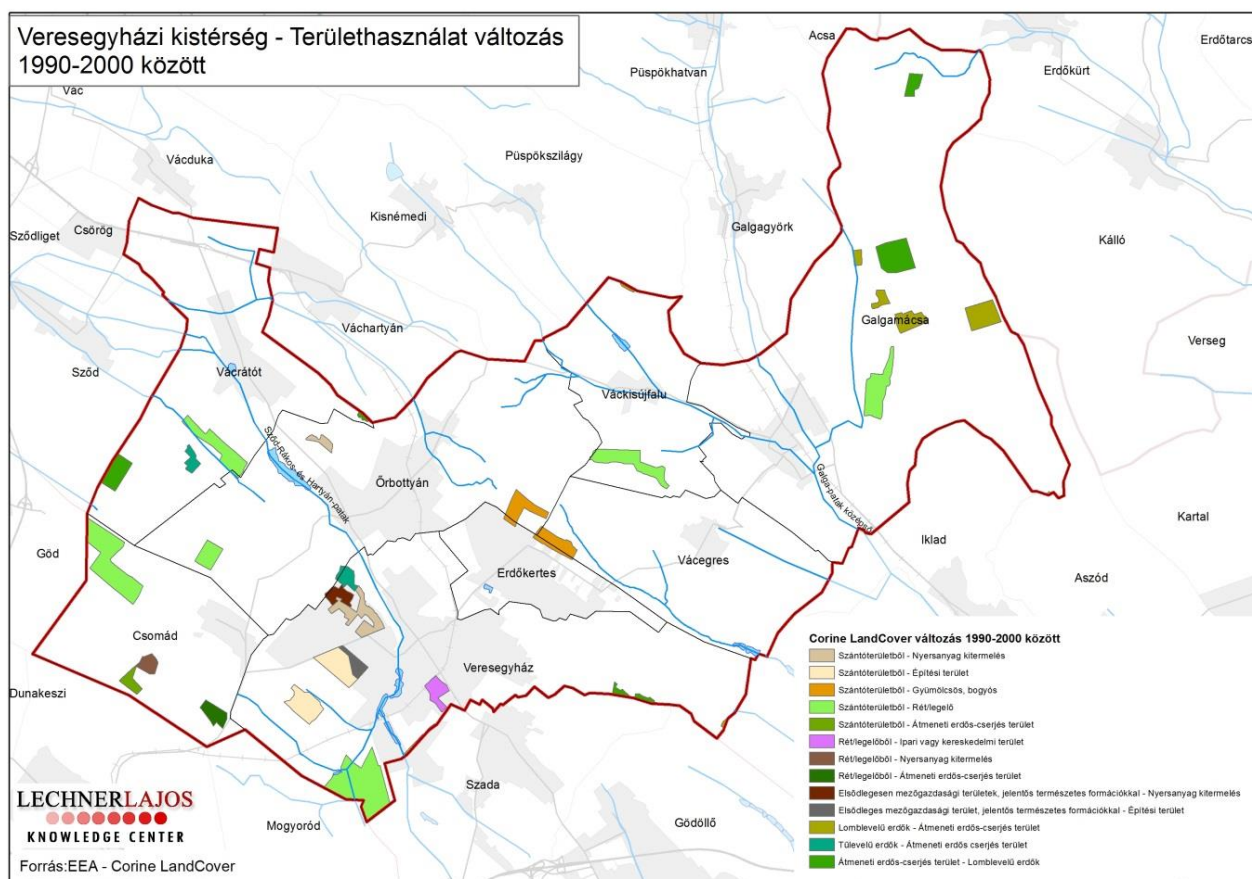 Veresegyházi kistérség - Területhasználat változás
1990-2000 között
Acsa
Erdőtarcs
Püspökhatvan
Erdőkürt
Vác
Vácduka
Püspökszilágy
Kisnémedi
Sződliget
Csörög
Galgagyörk
Kálló
Váchartyán
Galgamácsa
Verseg
Sződ
Vácrátót
Váckisújfalu
Sződ-Rákos- és Hartyán-patak
Őrbottyán
Galga-patak középső
Kartal
Göd
Iklad
Vácegres
Erdőkertes
Aszód
Csomád
Veresegyház
Dunakeszi
Szada
Mogyoród
Gödöllő
Corine LandCover változás 1990-2000 között
Szántóterületből - Nyersanyag kitermelés
Szántóterületből - Építési terület
Szántóterületből - Gyümölcsös, bogyós
Szántóterületből - Rét/legelő
Szántóterületből - Átmeneti erdős-cserjés terület
Rét/legelőből - Ipari vagy kereskedelmi terület
Rét/legelőből - Nyersanyag kitermelés
Rét/legelőből - Átmeneti erdős-cserjés terület
Elsődlegesen mezőgazdasági területek, jelentős természetes formációkkal - Nyersanyag kitermelés
Elsődleges mezőgazdasági terület, jelentős természetes formációkkal - Építési terület
Lomblevelű erdők - Átmeneti erdős-cserjés terület
Tűlevelű erdők - Átmeneti erdős cserjés terület
Átmeneti erdős-cserjés terület - Lomblevelű erdők
LECHNERLAJOS
KNOWLEDGE CENTER
Forrás:EEA - Corine LandCover